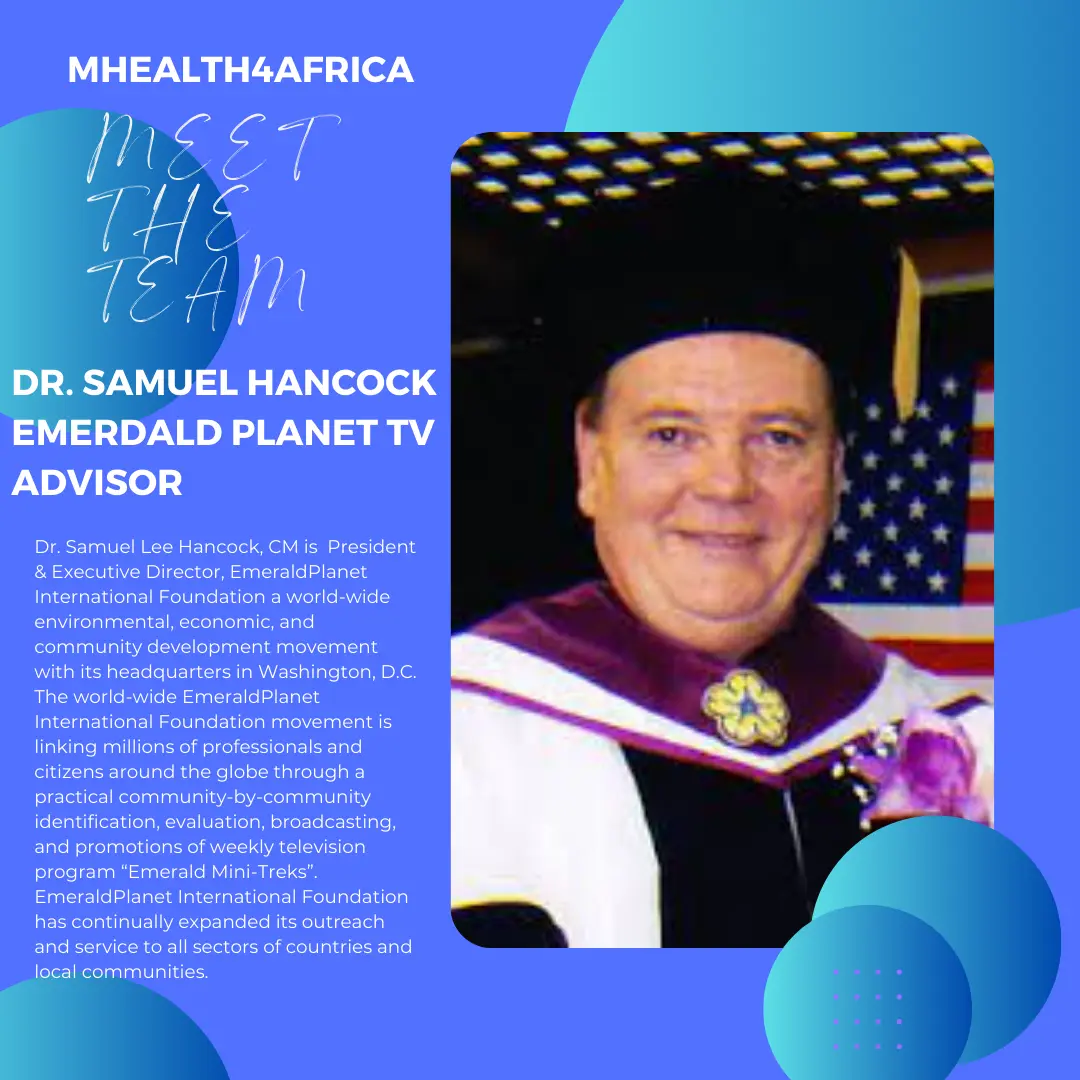 MHEALTH4AFRICA
MEET
THE
TEAM
DR. SAMUEL HANCOCK
EMERDALD PLANET TV
ADVISOR
Dr. Samuel Lee Hancock, CM is  President
& Executive Director, EmeraldPlanet
International Foundation a world-wide
environmental, economic, and
community development movement
with its headquarters in Washington, D.C.
The world-wide EmeraldPlanet
International Foundation movement is
linking millions of professionals and
citizens around the globe through a
practical community-by-community
identification, evaluation, broadcasting,
and promotions of weekly television
program “Emerald Mini-Treks”.
EmeraldPlanet International Foundation
has continually expanded its outreach
and service to all sectors of countries and
local communities.